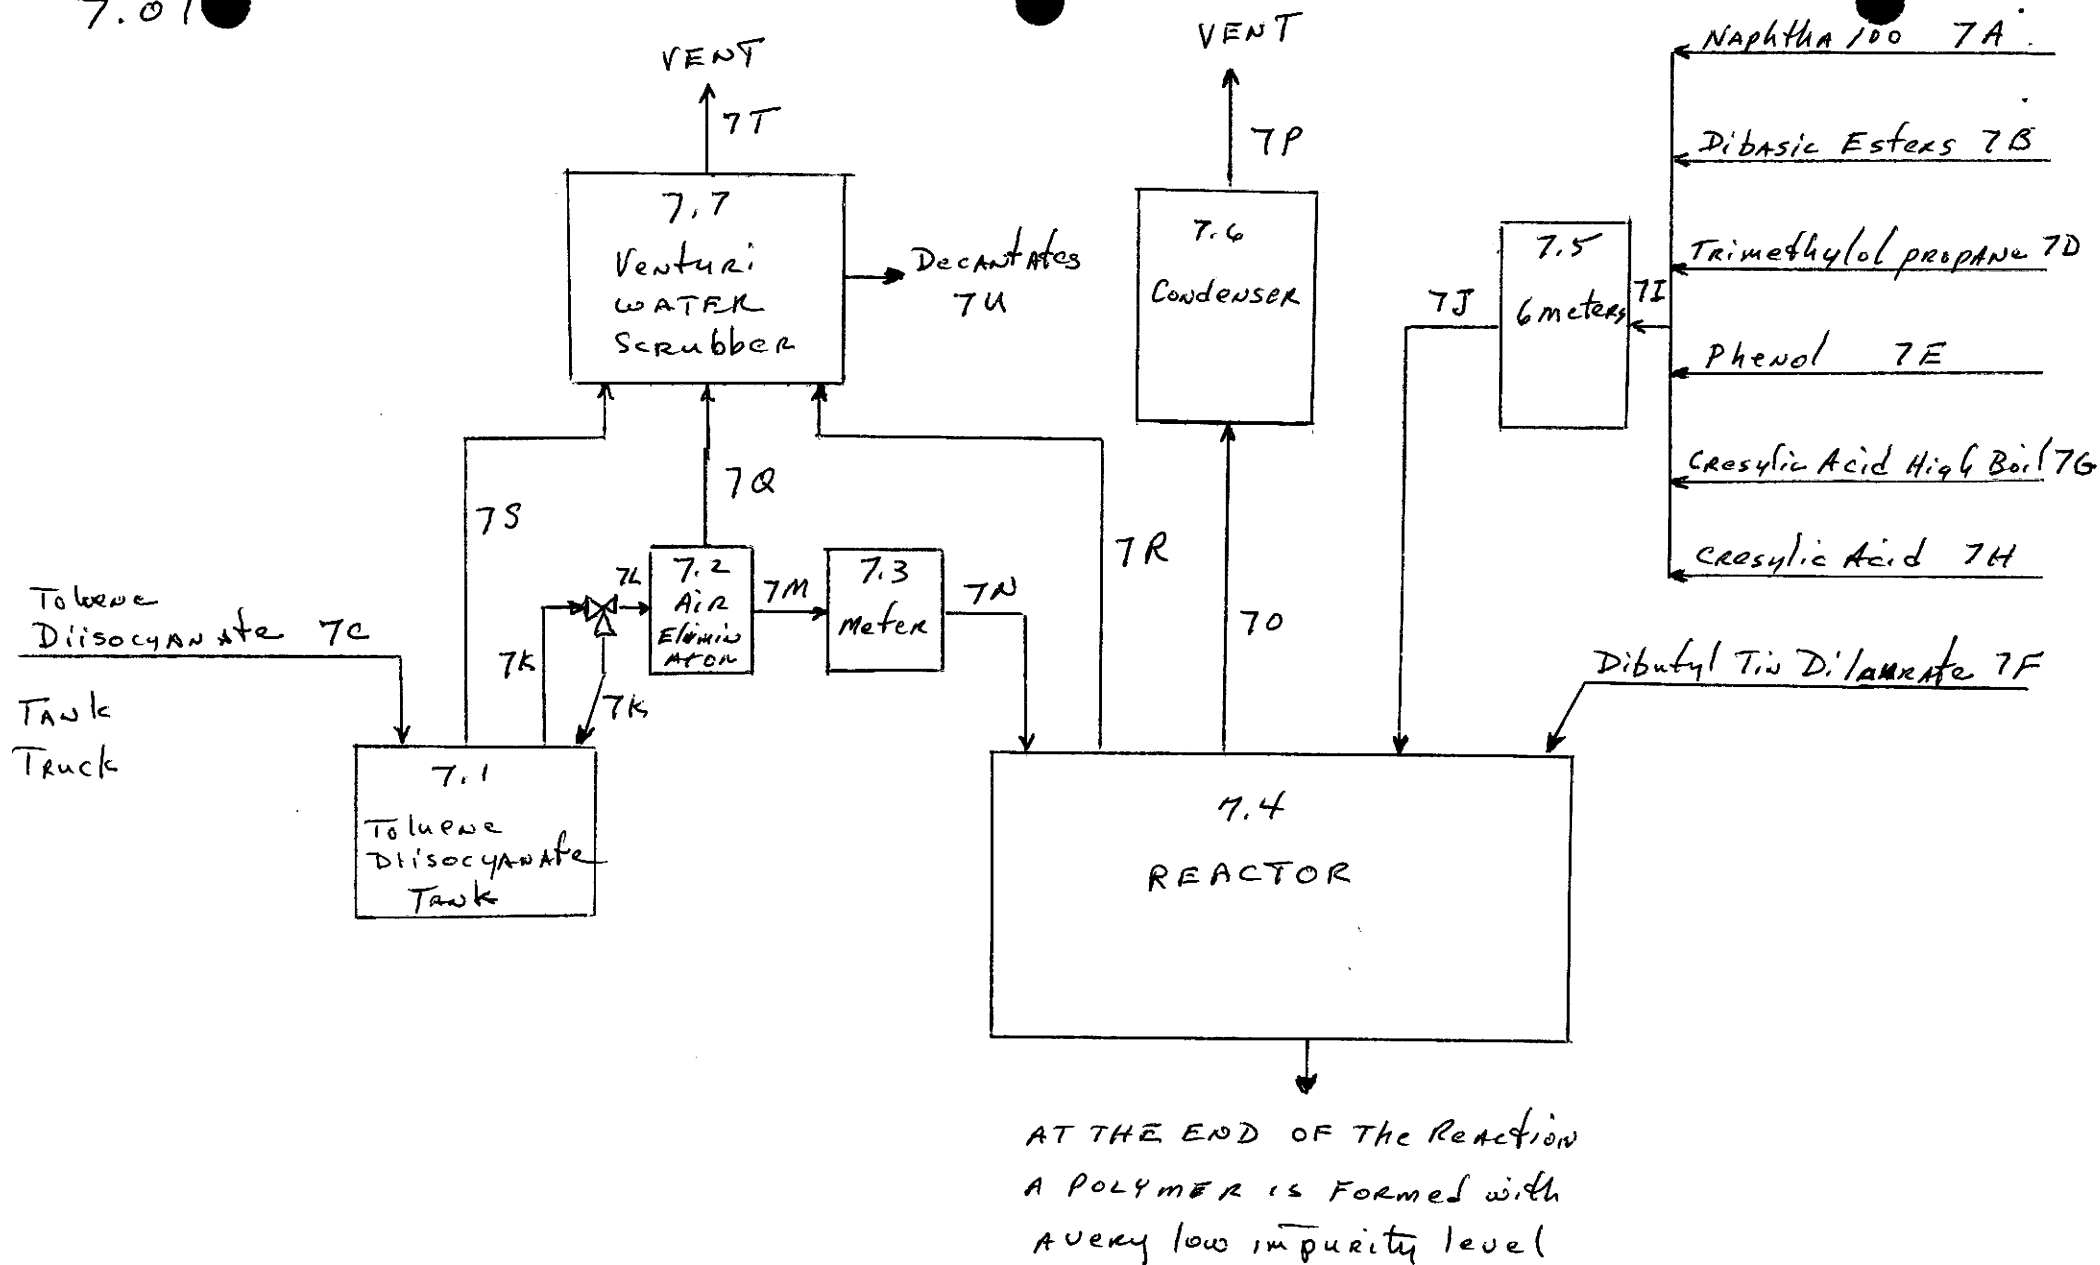 7.01
VENT
7T
7.7
Venturi
WATER
Scrubber
Decantates
7U
VENT
7P
7.6
Condenser
7O
Naphtha 100 7A
Dibasic Esters 7B
Trimethylol propane 7D
Phenol 7E
Cresylic Acid High Boil 7G
Cresylic Acid 7H
7I
7.5
6 meters
7J
7S
7Q
7R
Toluene
Diisocyanate 7C
Tank
Truck
7K
7K
7L
7.2
Air
Elimin
ator
7M
7.3
Meter
7N
Dibutyl Tin Dilaurate 7F
7.1
Toluene
Diisocyanate
Tank
7.4
REACTOR
AT THE END OF The Reaction
A POLYMER is Formed with
A very low impurity level